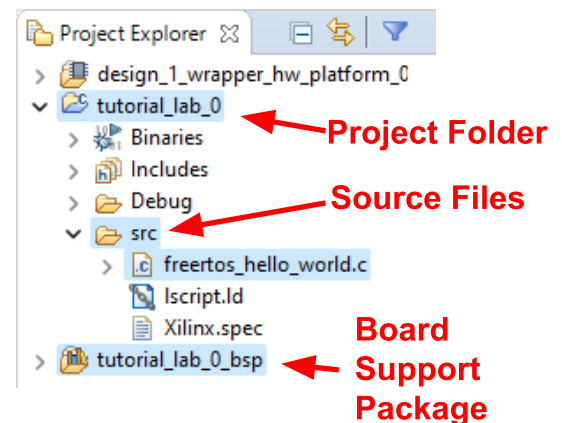 Project Explorer
design_1_wrapper_hw_platform_0
tutorial_lab_0
Project Folder
Binaries
Includes
Debug
Source Files
src
freertos_hello_world.c
lscript.ld
Xilinx.spec
tutorial_lab_0_bsp
Board
Support
Package